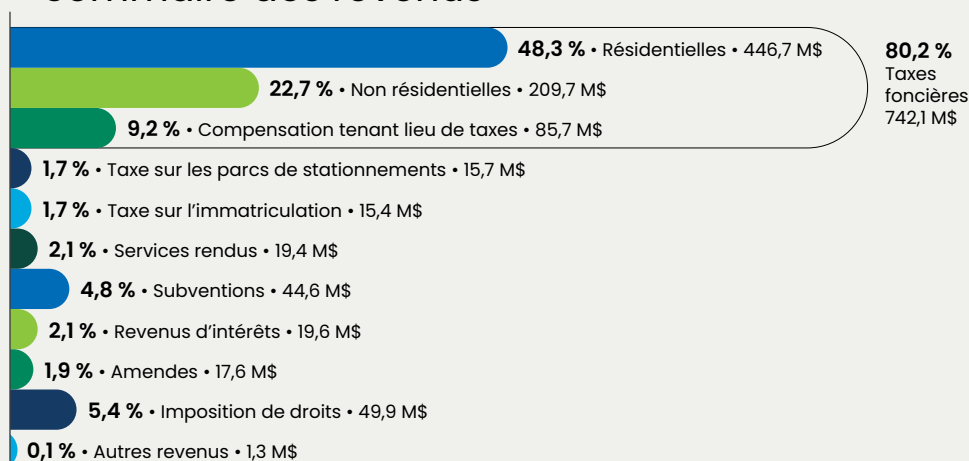 48,3 % • Résidentielles • 446,7 M$
22,7 % • Non résidentielles • 209,7 M$
9,2 % • Compensation tenant lieu de taxes • 85,7 M$
80,2 %
Taxes
foncières
742,1 M$
1,7 % • Taxe sur les parcs de stationnements • 15,7 M$
1,7 % • Taxe sur l'immatriculation • 15,4 M$
2,1 % • Services rendus • 19,4 M$
4,8 % • Subventions • 44,6 M$
2,1 % • Revenus d'intérêts • 19,6 M$
1,9 % • Amendes • 17,6 M$
5,4 % • Imposition de droits • 49,9 M$
0,1 % • Autres revenus • 1,3 M$